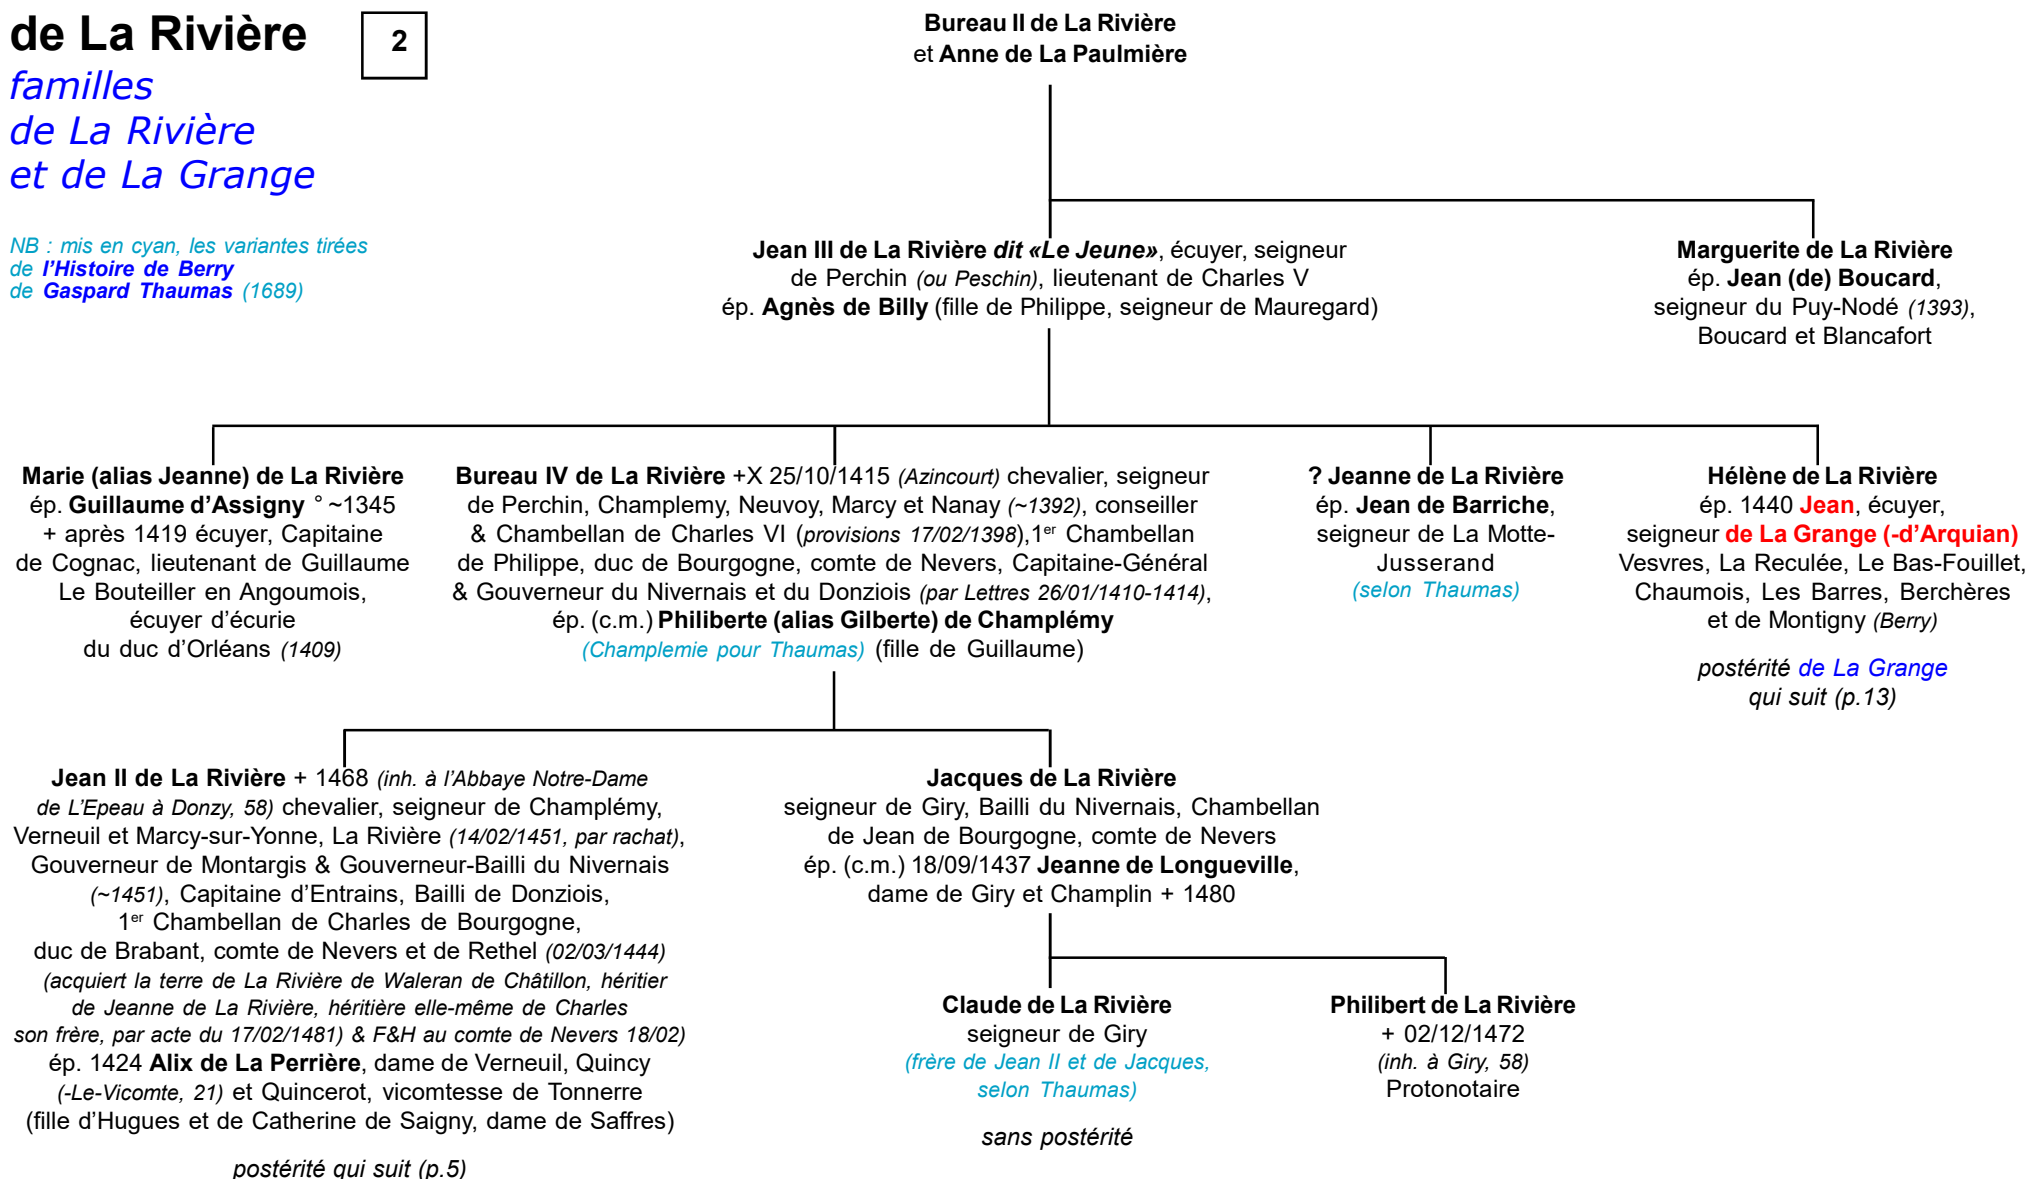 de La Rivière
2
familles
de La Rivière
et de La Grange
NB : mis en cyan, les variantes tirées
de l'Histoire de Berry
de Gaspard Thaumas (1689)
Bureau II de La Rivière
et Anne de La Paulmière
Jean III de La Rivière dit «Le Jeune», écuyer, seigneur
de Perchin (ou Peschin), lieutenant de Charles V
ép. Agnès de Billy (fille de Philippe, seigneur de Mauregard)
Marguerite de La Rivière
ép. Jean (de) Boucard,
seigneur du Puy-Nodé (1393),
Boucard et Blancafort
Marie (alias Jeanne) de La Rivière
ép. Guillaume d'Assigny ° ~1345
+ après 1419 écuyer, Capitaine
de Cognac, lieutenant de Guillaume
Le Bouteiller en Angoumois,
écuyer d'écurie
du duc d'Orléans (1409)
Bureau IV de La Rivière +X 25/10/1415 (Azincourt) chevalier, seigneur
de Perchin, Champlemy, Neuvoy, Marcy et Nanay (~1392), conseiller
& Chambellan de Charles VI (provisions 17/02/1398),1er Chambellan
de Philippe, duc de Bourgogne, comte de Nevers, Capitaine-Général
& Gouverneur du Nivernais et du Donziois (par Lettres 26/01/1410-1414),
ép. (c.m.) Philiberte (alias Gilberte) de Champlémy
(Champlemie pour Thaumas) (fille de Guillaume)
? Jeanne de La Rivière
ép. Jean de Barriche,
seigneur de La Motte-
Jusserand
(selon Thaumas)
Hélène de La Rivière
ép. 1440 Jean, écuyer,
seigneur de La Grange (-d'Arquian)
Vesvres, La Reculée, Le Bas-Fouillet,
Chaumois, Les Barres, Berchères
et de Montigny (Berry)
postérité de La Grange
qui suit (p.13)
Jean II de La Rivière + 1468 (inh. à l'Abbaye Notre-Dame
de L'Epeau à Donzy, 58) chevalier, seigneur de Champlémy,
Verneuil et Marcy-sur-Yonne, La Rivière (14/02/1451, par rachat),
Gouverneur de Montargis & Gouverneur-Bailli du Nivernais
(~1451), Capitaine d'Entrains, Bailli de Donziois,
1er Chambellan de Charles de Bourgogne,
duc de Brabant, comte de Nevers et de Rethel (02/03/1444)
(acquiert la terre de La Rivière de Waleran de Châtillon, héritier
de Jeanne de La Rivière, héritière elle-même de Charles
son frère, par acte du 17/02/1481) & F&H au comte de Nevers 18/02)
ép. 1424 Alix de La Perrière, dame de Verneuil, Quincy
(-Le-Vicomte, 21) et Quincerot, vicomtesse de Tonnerre
(fille d'Hugues et de Catherine de Saigny, dame de Saffres)
postérité qui suit (p.5)
Jacques de La Rivière
seigneur de Giry, Bailli du Nivernais, Chambellan
de Jean de Bourgogne, comte de Nevers
ép. (c.m.) 18/09/1437 Jeanne de Longueville,
dame de Giry et Champlin + 1480
Claude de La Rivière
seigneur de Giry
(frère de Jean II et de Jacques,
selon Thaumas)
sans postérité
Philibert de La Rivière
+ 02/12/1472
(inh. à Giry, 58)
Protonotaire